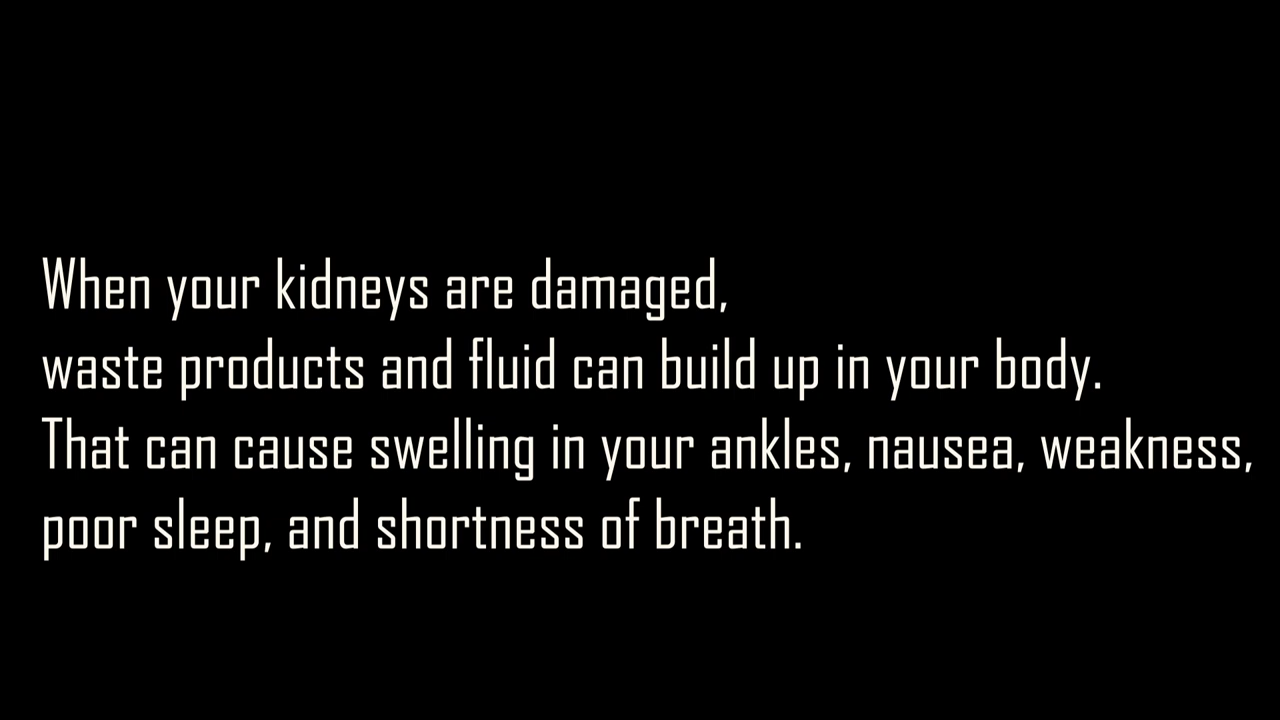 When your kidneys are damaged,
waste products and fluid can build up in your body.
That can cause swelling in your ankles, nausea, weakness,
poor sleep, and shortness of breath.